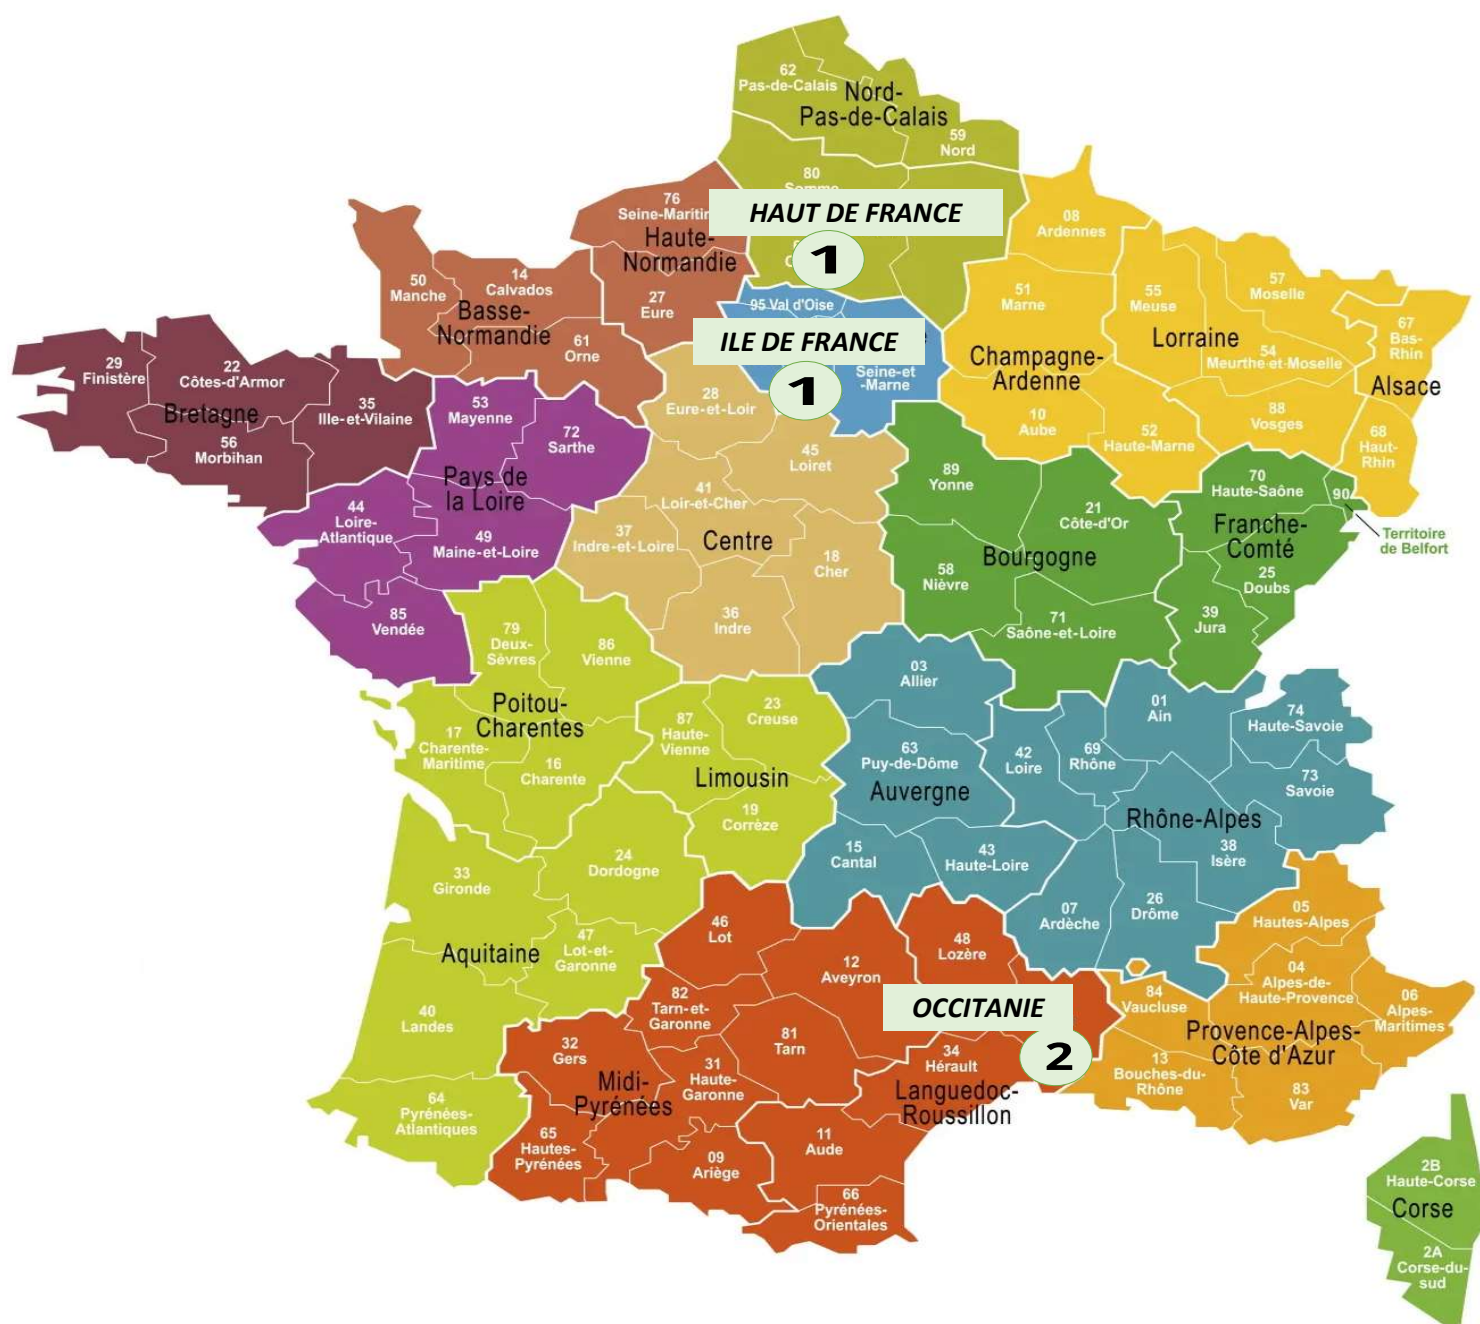 62
Pas-de-Calais
Nord-
Pas-de-Calais
59
Nord
80
HAUT DE FRANCE
1
76
Haute-
Normandie
27
Eure
50
Manche
14
Calvados
Basse-
Normandie
61
Orne
95 Val d'Oise
ILE DE FRANCE
1
Seine-et
-Marne
08
Ardennes
51
Marne
Champagne-
Ardenne
10
Aube
52
Haute-Marne
55
Meuse
57
Moselle
Lorraine
54
Meurthe-et-Moselle
88
Vosges
67
Bas-
Rhin
Alsace
68
Haut-
Rhin
29
Finistère
22
Côtes-d'Armor
Bretagne
35
Ille-et-Vilaine
56
Morbihan
53
Mayenne
72
Sarthe
Pays de
la Loire
44
Loire-
Atlantique
49
Maine-et-Loire
85
Vendée
28
Eure-et-Loir
45
Loiret
41
Loir-et-Cher
37
Indre-et-Loire
Centre
18
Cher
36
Indre
89
Yonne
21
Côte-d'Or
Bourgogne
58
Nièvre
71
Saône-et-Loire
70
Haute-Saône
90
Territoire
de Belfort
Franche-
Comté
25
Doubs
39
Jura
79
Deux-
Sèvres
86
Vienne
Poitou-
Charentes
17
Charente-
Maritime
16
Charente
23
Creuse
87
Haute-
Vienne
Limousin
19
Corrèze
03
Allier
63
Puy-de-Dôme
Auvergne
15
Cantal
43
Haute-Loire
01
Ain
74
Haute-Savoie
42
Loire
69
Rhône
73
Savoie
Rhône-Alpes
38
Isère
07
Ardèche
26
Drôme
33
Gironde
24
Dordogne
Aquitaine
47
Lot-et-
Garonne
40
Landes
64
Pyrénées-
Atlantiques
46
Lot
12
Aveyron
48
Lozère
82
Tarn-et-
Garonne
81
Tarn
32
Gers
31
Haute-
Garonne
Midi-
Pyrénées
65
Hautes-
Pyrénées
09
Ariège
OCCITANIE
2
34
Hérault
Languedoc-
Roussillon
11
Aude
66
Pyrénées-
Orientales
05
Hautes-Alpes
04
Alpes-de-
Haute-Provence
06
Alpes-
Maritimes
84
Vaucluse
Provence-Alpes-
Côte d'Azur
13
Bouches-du-
Rhône
83
Var
2B
Haute-Corse
Corse
2A
Corse-du-
sud